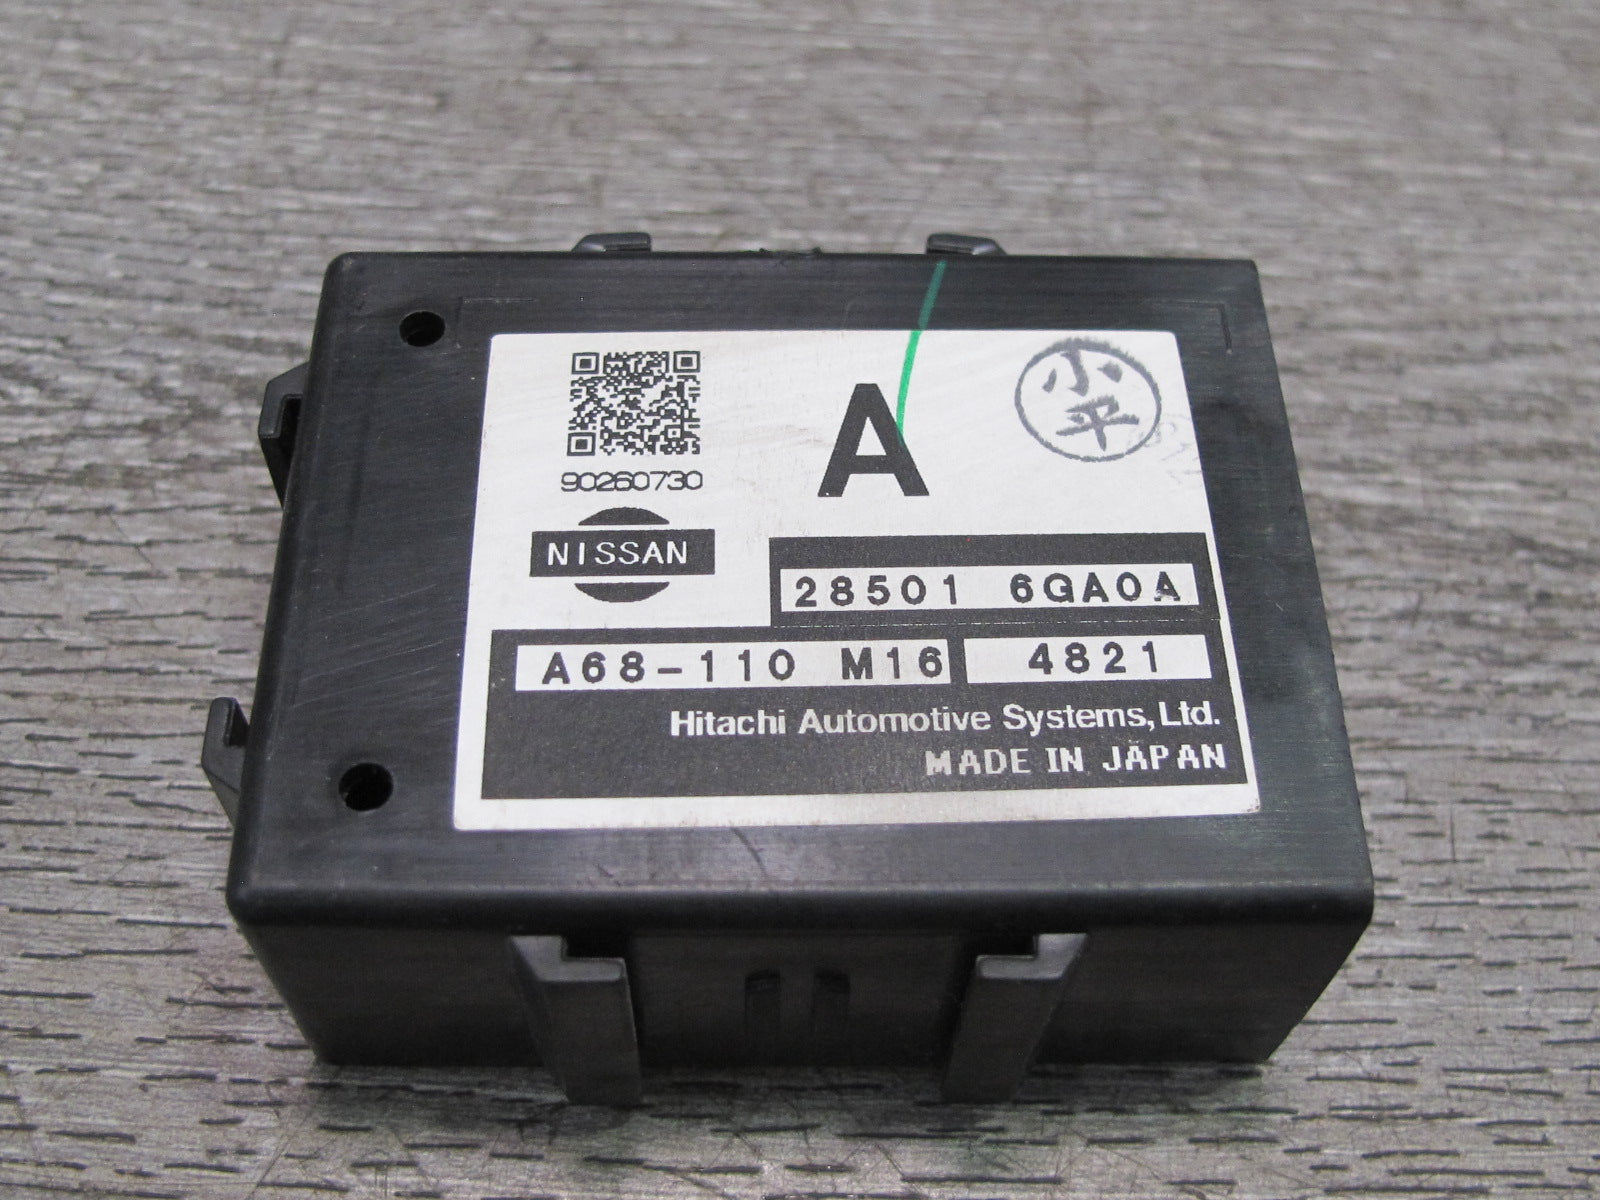 90260730
A
小平
NISSAN
28501 6GA0A
A68-110 M16 4821
Hitachi Automotive Systems, Ltd.
MADE IN JAPAN